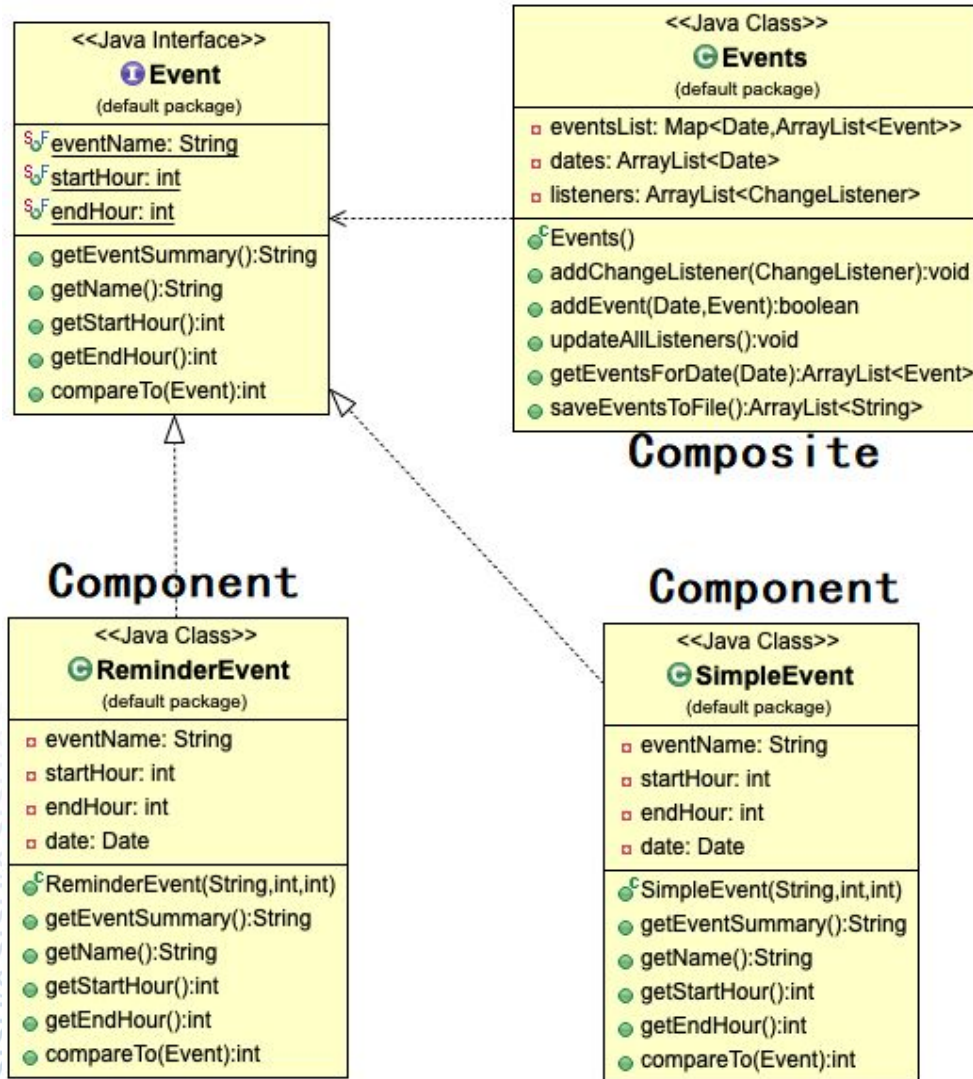 <<Java Interface>>
Event
(default package)
eventName: String
startHour: int
endHour: int
getEventSummary():String
getName():String
getStartHour():int
getEndHour():int
compareTo(Event):int
<<Java Class>>
Events
(default package)
eventsList: Map<Date,ArrayList<Event>>
dates: ArrayList<Date>
listeners: ArrayList<ChangeListener>
Events()
addChangeListener(ChangeListener):void
addEvent(Date,Event):boolean
updateAllListeners():void
getEventsForDate(Date):ArrayList<Event>
saveEventsToFile():ArrayList<String>
Composite
Component
<<Java Class>>
ReminderEvent
(default package)
eventName: String
startHour: int
endHour: int
date: Date
ReminderEvent(String,int,int)
getEventSummary():String
getName():String
getStartHour():int
getEndHour():int
compareTo(Event):int
Component
<<Java Class>>
SimpleEvent
(default package)
eventName: String
startHour: int
endHour: int
date: Date
SimpleEvent(String,int,int)
getEventSummary():String
getName():String
getStartHour():int
getEndHour():int
compareTo(Event):int